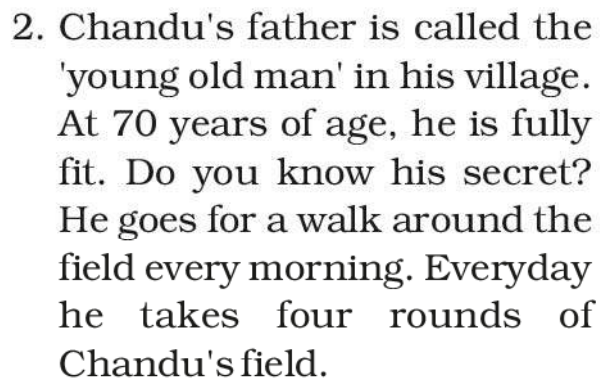 2. Chandu's father is called the
'young old man' in his village.
At 70 years of age, he is fully
fit. Do you know his secret?
He goes for a walk around the
field every morning. Everyday
he takes four rounds of
Chandu's field.